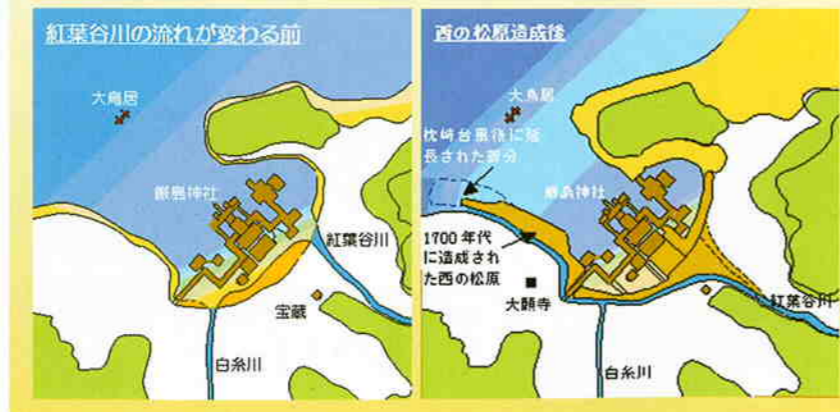 紅葉谷川の流れが変わる前
大鳥居
厳島神社
紅葉谷川
宝蔵
白糸川
西の松原造成後
大鳥居
枕崎台風後に延
長された部分
厳島神社
1700年代
に造成され
た西の松原
大願寺
紅葉谷川
白糸川